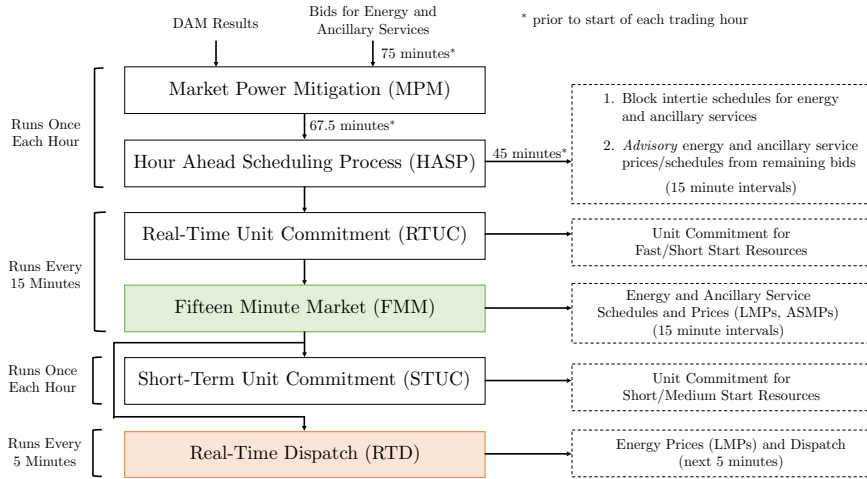 DAM Results
Bids for Energy and
Ancillary Services
* prior to start of each trading hour
75 minutes*
Market Power Mitigation (MPM)
67.5 minutes*
Runs Once
Each Hour
Hour Ahead Scheduling Process (HASP)
45 minutes*
1. Block intertie schedules for energy
and ancillary services
2. Advisory energy and ancillary service
prices/schedules from remaining bids
(15 minute intervals)
Real-Time Unit Commitment (RTUC)
Unit Commitment for
Fast/Short Start Resources
Runs Every
15 Minutes
Fifteen Minute Market (FMM)
Energy and Ancillary Service
Schedules and Prices (LMPs, ASMPs)
(15 minute intervals)
Runs Once
Each Hour
Short-Term Unit Commitment (STUC)
Unit Commitment for
Short/Medium Start Resources
Runs Every
5 Minutes
Real-Time Dispatch (RTD)
Energy Prices (LMPs) and Dispatch
(next 5 minutes)